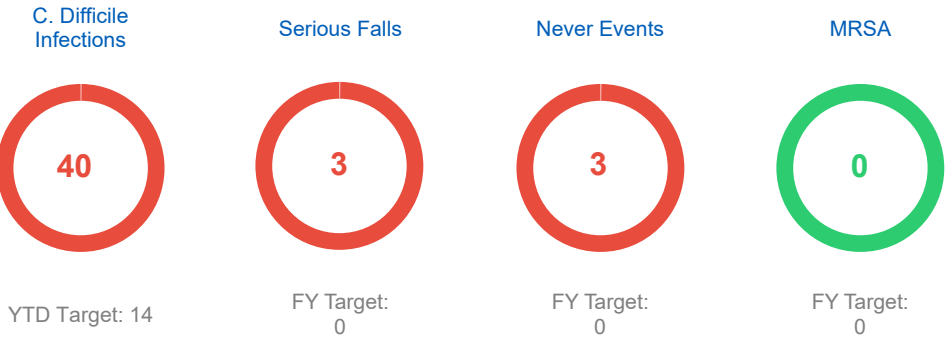 C. Difficile
Infections
Serious Falls
Never Events
MRSA
40
3
3
0
YTD Target: 14
FY Target:
0
FY Target:
0
FY Target:
0